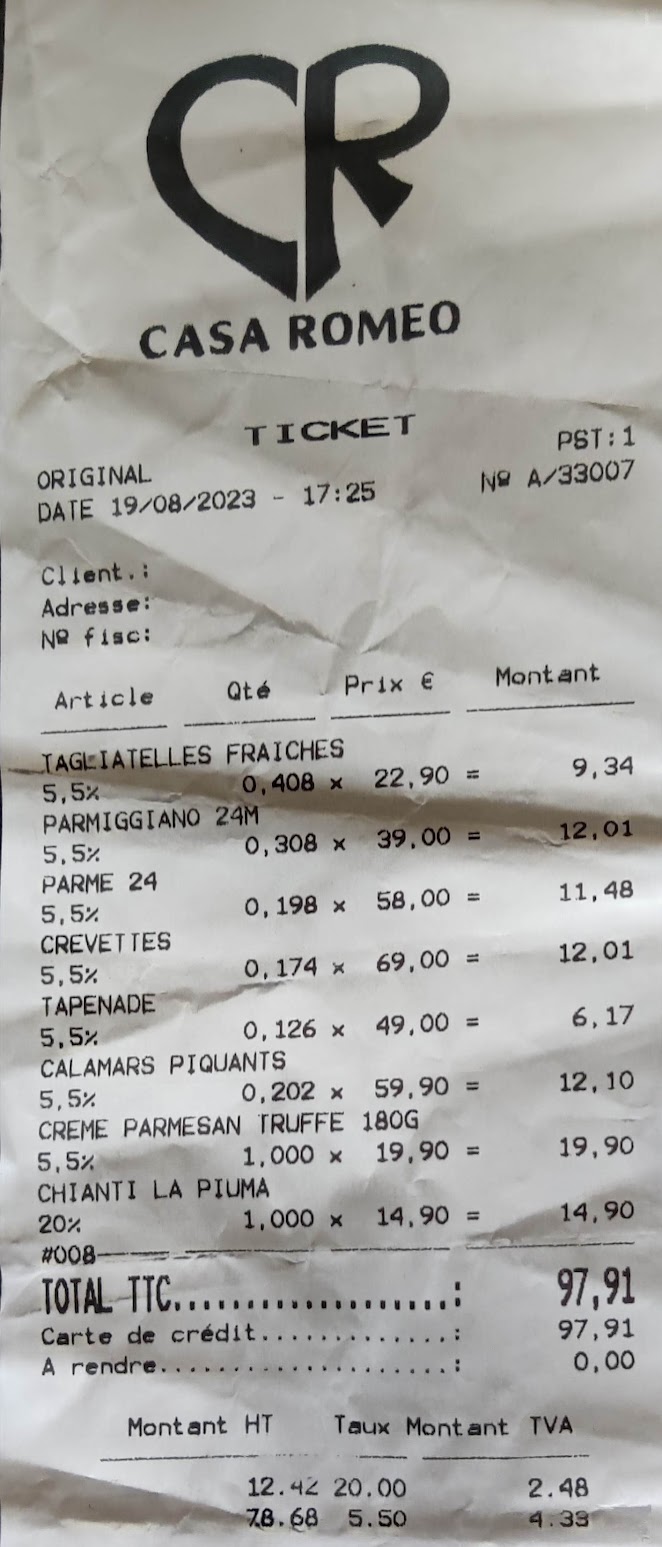 CR
CASA ROMEO
TICKET
ORIGINAL PST:1
DATE 19/08/2023 - 17:25 Nº A/33007
Client.:
Adresse:
Nº fisc:
Article Qté Prix € Montant
TAGLIATELLES FRAICHES
5,5% 0,408 x 22,90 = 9,34
PARMIGGIANO 24M
5,5% 0,308 x 39,00 = 12,01
PARME 24
5,5% 0,198 x 58,00 = 11,48
CREVETTES
5,5% 0,174 x 69,00 = 12,01
TAPENADE
5,5% 0,126 x 49,00 = 6,17
CALAMARS PIQUANTS
5,5% 0,202 x 59,90 = 12,10
CREME PARMESAN TRUFFE 180G
5,5% 1,000 x 19,90 = 19,90
CHIANTI LA PIUMA
20% 1,000 x 14,90 = 14,90
#008
TOTAL TTC....................: 97,91
Carte de crédit..............: 97,91
A rendre.....................: 0,00
Montant HT Taux Montant TVA
12.42 20.00 2.48
78.68 5.50 4.33